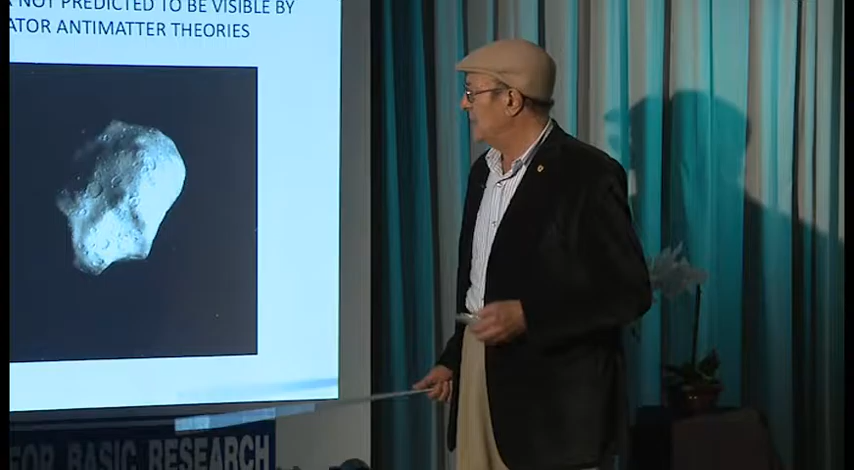 NOT PREDICTED TO BE VISIBLE BY
ATOR ANTIMATTER THEORIES.
FOR BASIC RESEARCH